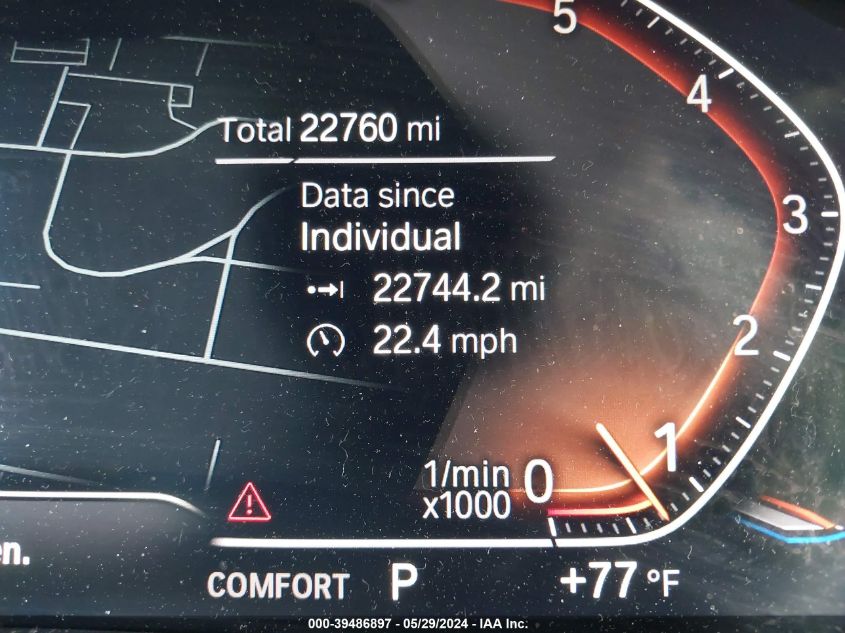 5
4
Total 22760 mi
Data since
3
Individual
22744.2 mi
2
22.4 mph
1
1/min 0
x1000
en.
COMFORT P +77 °F
000-39486897 - 05/29/2024 - IAA Inc.